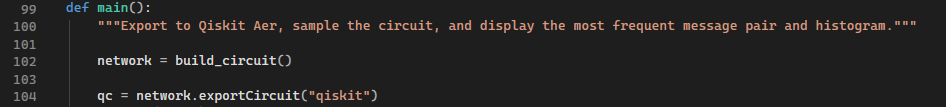 99 def main():
100 """Export to Qiskit Aer, sample the circuit, and display the most frequent message pair and histogram."""
101
102 network = build_circuit()
103
104 qc = network.exportCircuit("qiskit")